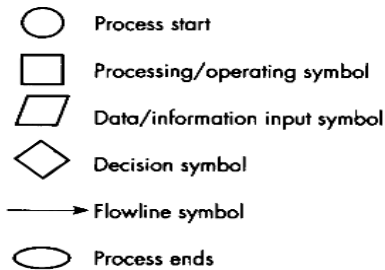 Process start
Processing/operating symbol
Data/information input symbol
Decision symbol
Flowline symbol
Process ends